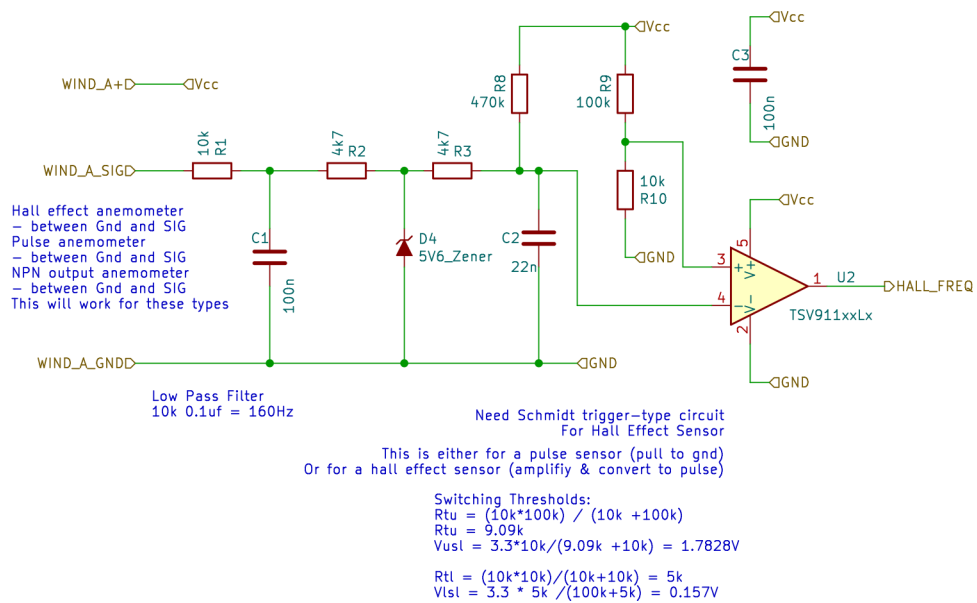 Vcc
Vcc
C3
100n
GND
WIND_A+
Vcc
R8
470k
R9
100k
10k
R1
4k7
R2
4k7
R3
WIND_A_SIG
10k
R10
Vcc
Hall effect anemometer
– between Gnd and SIG
Pulse anemometer
– between Gnd and SIG
NPN output anemometer
– between Gnd and SIG
This will work for these types
C1
100n
D4
5V6_Zener
C2
22n
GND
3
+
4
–
5
V+
V–
2
1
U2
HALL_FREQ
TSV911xxLx
WIND_A_GND
GND
GND
Low Pass Filter
10k 0.1uf = 160Hz
Need Schmidt trigger–type circuit
For Hall Effect Sensor
This is either for a pulse sensor (pull to gnd)
Or for a hall effect sensor (amplifiy & convert to pulse)
Switching Thresholds:
Rtu = (10k*100k) / (10k +100k)
Rtu = 9.09k
Vusl = 3.3*10k/(9.09k +10k) = 1.7828V
Rtl = (10k*10k)/(10k+10k) = 5k
Vlsl = 3.3 * 5k /(100k+5k) = 0.157V